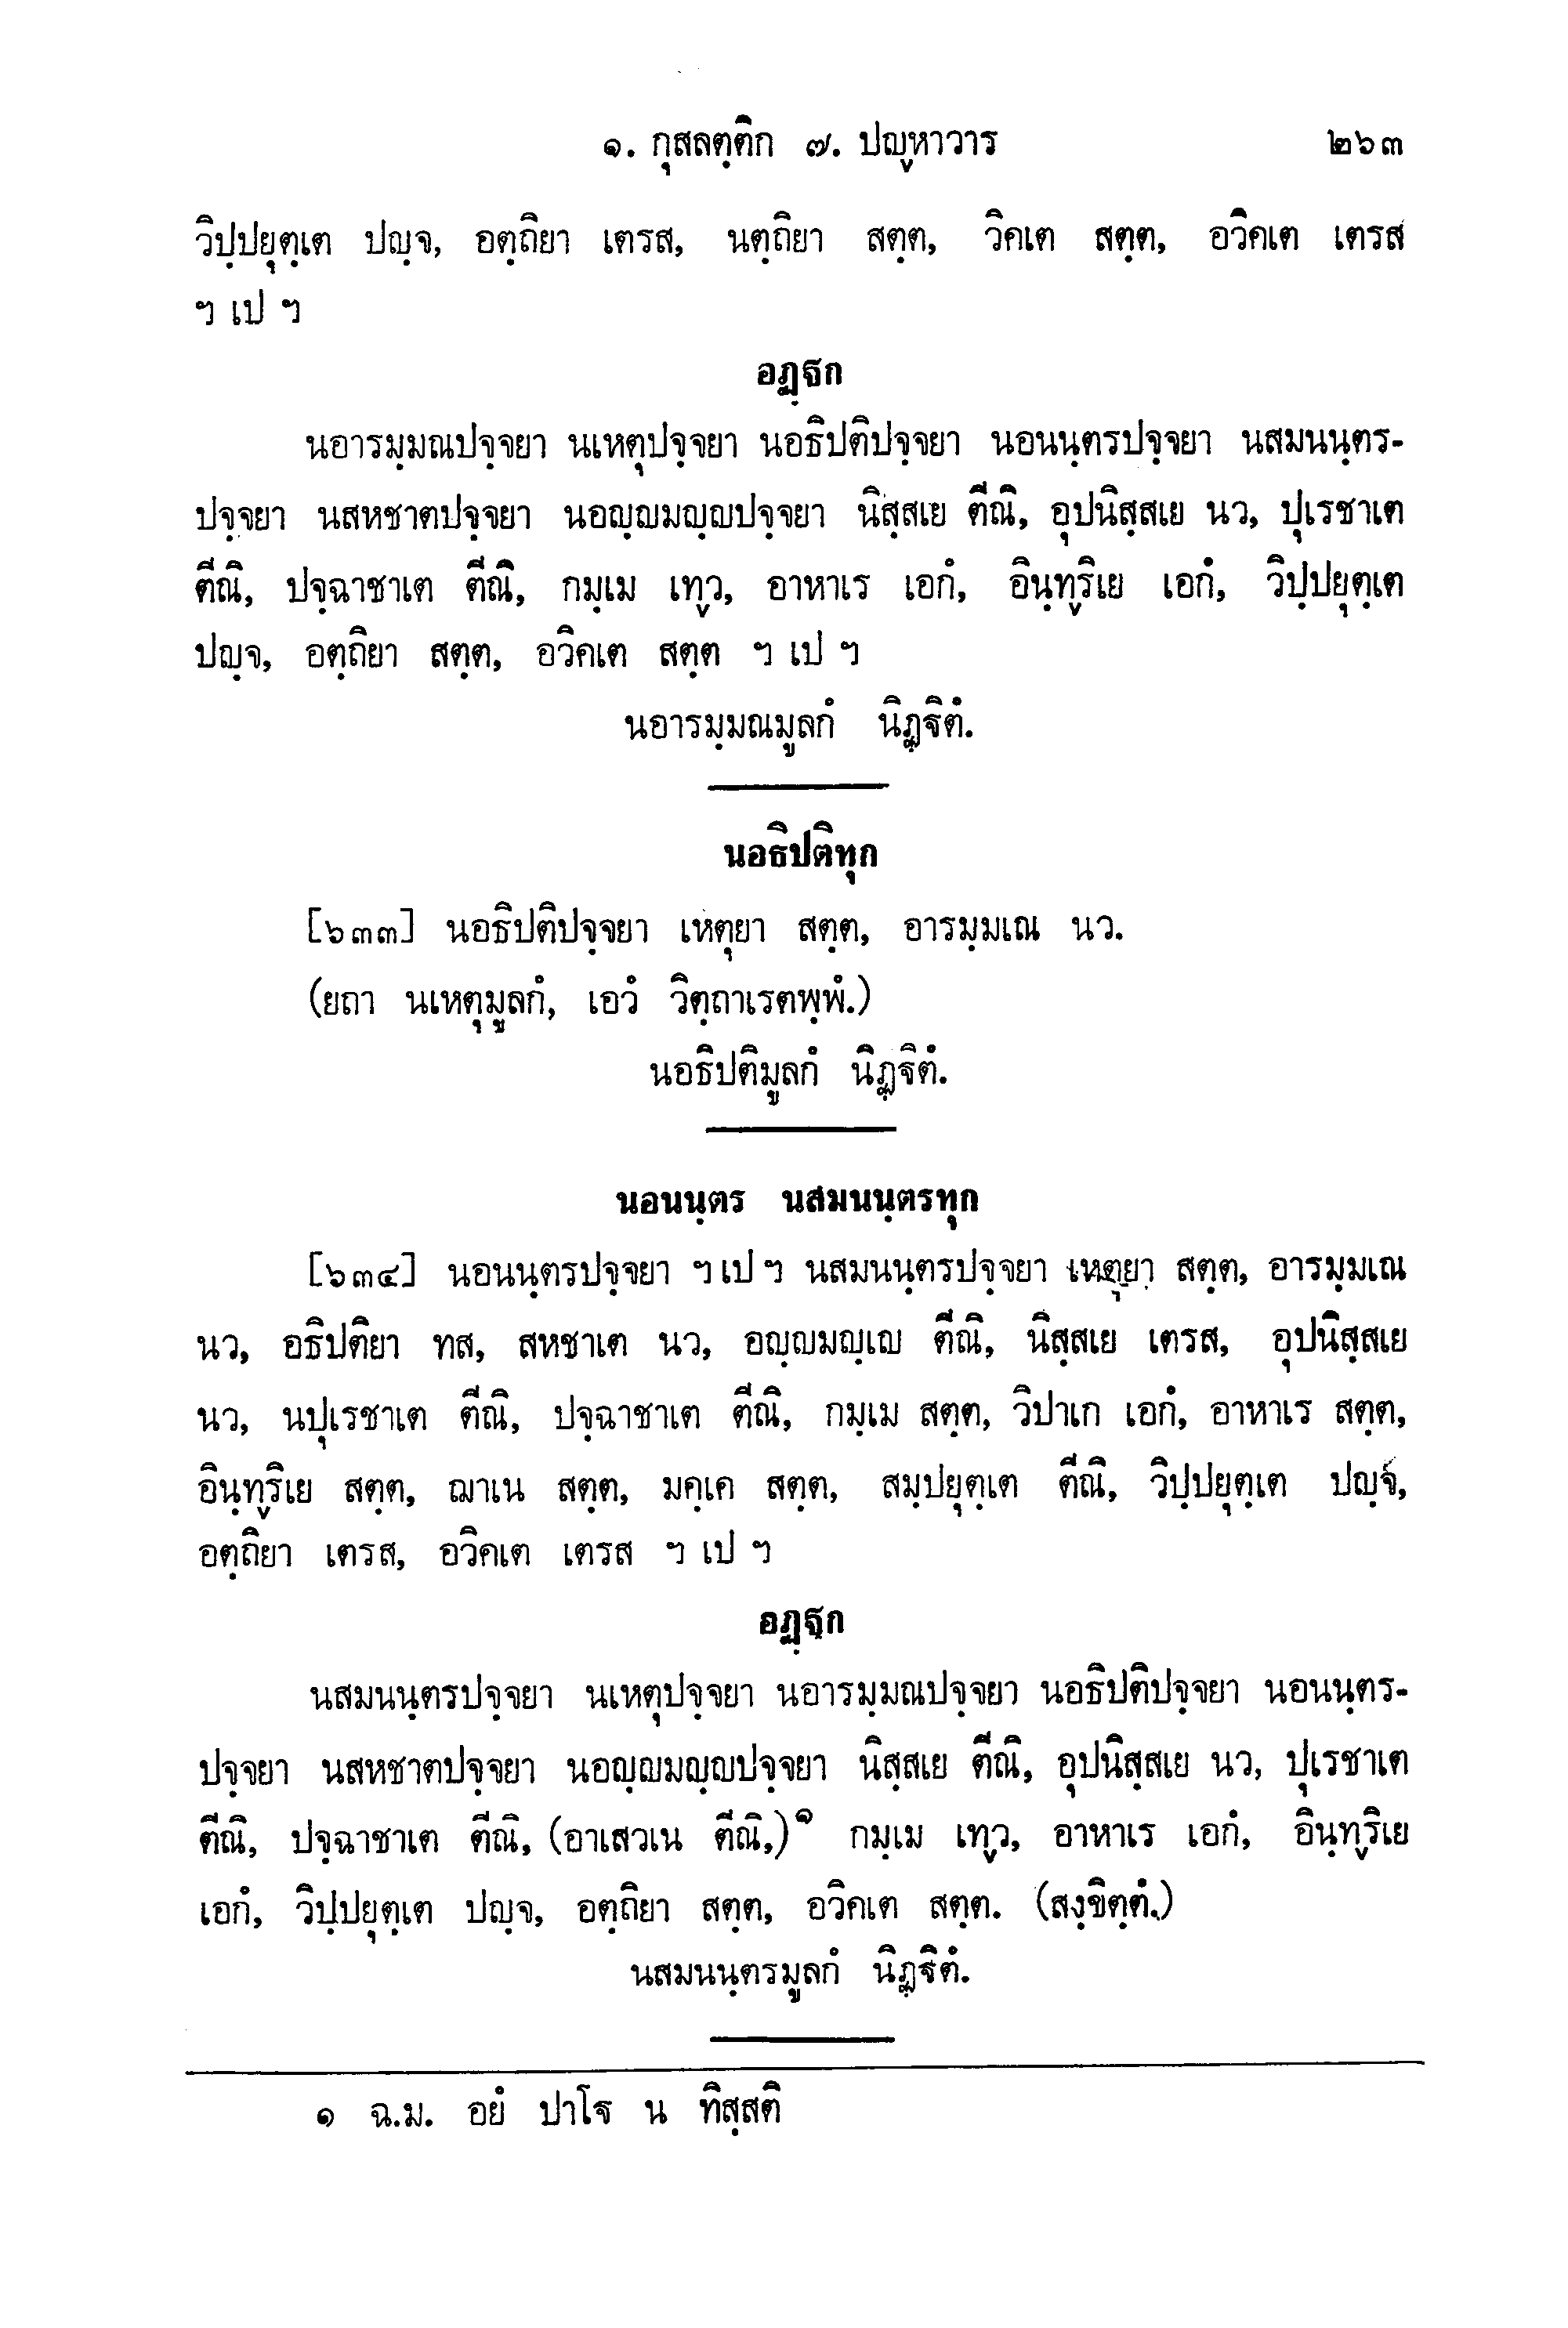 ๑. กุสลตฺติก ๗. ปญฺหาวาร ๒๖๓
วิปฺปยุตฺเต ปญฺจ, อตฺถิยา เตรส, นตฺถิยา สตฺต, วิคเต สตฺต, อวิคเต เตรส
ฯ เป ฯ
อฏฺฐก
นอารมฺมณปจฺจยา นเหตุปจฺจยา นอธิปติปจฺจยา นอนนฺตรปจฺจยา นสมนนฺตร-
ปจฺจยา นสหชาตปจฺจยา นอญฺญมญฺญปจฺจยา นิสฺสเย ตีณิ, อุปนิสฺสเย นว, ปุเรชาเต
ตีณิ, ปจฺฉาชาเต ตีณิ, กมฺเม เทฺว, อาหาเร เอกํ, อินฺทฺริเย เอกํ, วิปฺปยุตฺเต
ปญฺจ, อตฺถิยา สตฺต, อวิคเต สตฺต ฯ เป ฯ
นอารมฺมณมูลกํ นิฏฺฐิตํ.
นอธิปติทุก
[๖๓๓] นอธิปติปจฺจยา เหตุยา สตฺต, อารมฺมเณ นว.
(ยถา นเหตุมูลกํ, เอวํ วิตฺถาเรตพฺพํ.)
นอธิปติมูลกํ นิฏฺฐิตํ.
นอนนฺตร นสมนนฺตรทุก
[๖๓๔] นอนนฺตรปจฺจยา ฯ เป ฯ นสมนนฺตรปจฺจยา เหตุยา สตฺต, อารมฺมเณ
นว, อธิปติยา ทส, สหชาเต นว, อญฺญมญฺเญ ตีณิ, นิสฺสเย เตรส, อุปนิสฺสเย
นว, นปุเรชาเต ตีณิ, ปจฺฉาชาเต ตีณิ, กมฺเม สตฺต, วิปาเก เอกํ, อาหาเร สตฺต,
อินฺทฺริเย สตฺต, ฌาเน สตฺต, มคฺเค สตฺต, สมฺปยุตฺเต ตีณิ, วิปฺปยุตฺเต ปญฺจ,
อตฺถิยา เตรส, อวิคเต เตรส ฯ เป ฯ
อฏฺฐก
นสมนนฺตรปจฺจยา นเหตุปจฺจยา นอารมฺมณปจฺจยา นอธิปติปจฺจยา นอนนฺตร-
ปจฺจยา นสหชาตปจฺจยา นอญฺญมญฺญปจฺจยา นิสฺสเย ตีณิ, อุปนิสฺสเย นว, ปุเรชาเต
ตีณิ, ปจฺฉาชาเต ตีณิ, (อาเสวเน ตีณิ,)๑ กมฺเม เทฺว, อาหาเร เอกํ, อินฺทฺริเย
เอกํ, วิปฺปยุตฺเต ปญฺจ, อตฺถิยา สตฺต, อวิคเต สตฺต. (สงฺขิตฺตํ.)
นสมนนฺตรมูลกํ นิฏฺฐิตํ.
๑ ฉ.ม. อยํ ปาโฐ น ทิสฺสติ